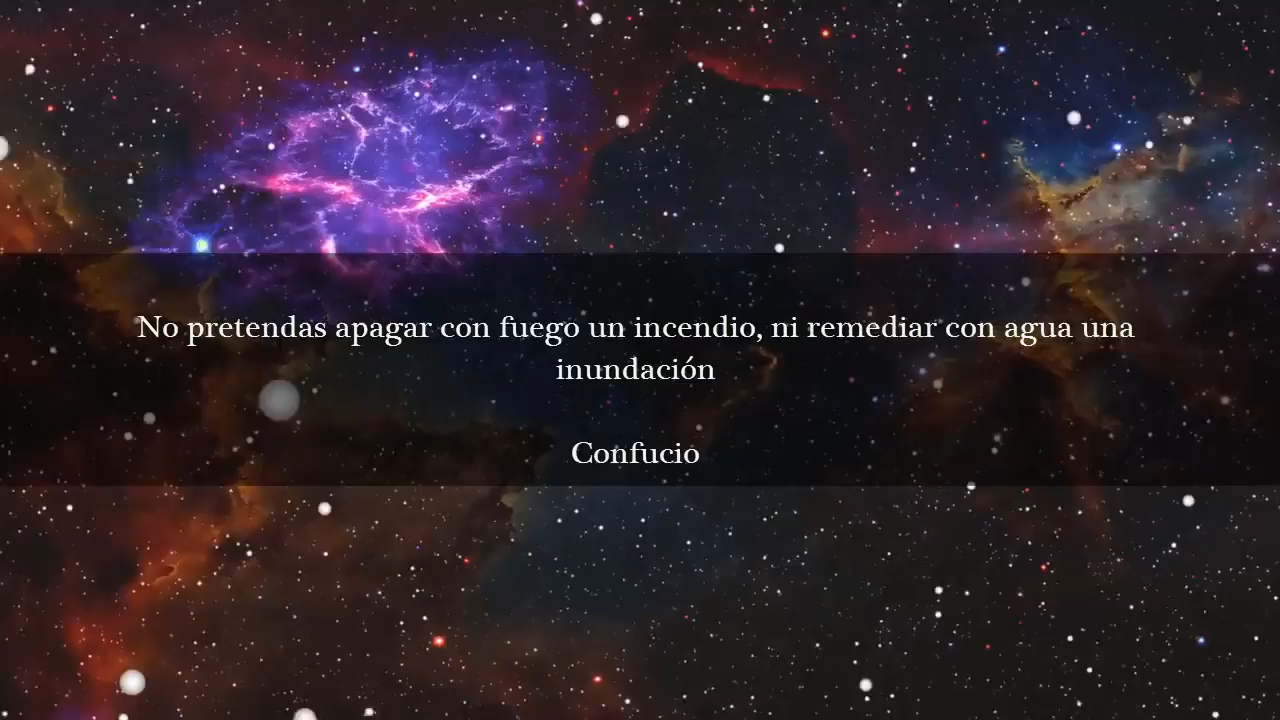 No pretendas apagar con fuego un incendio, ni remediar con agua una
inundación
Confucio